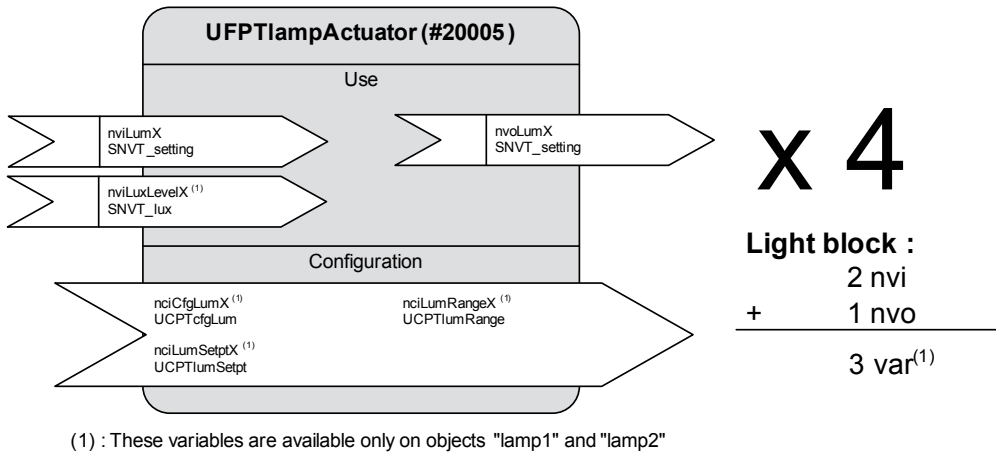 UFPTlampActuator (#20005)
Use
nviLumX
SNVT_setting
nvoLumX
SNVT_setting
nviLuxLevelX (1)
SNVT_lux
Configuration
nciCfgLumX (1)
UCPTcfgLum
nciLumRangeX (1)
UCPTlumRange
nciLumSetptX (1)
UCPTlumSetpt
x 4
Light block :
2 nvi
+ 1 nvo
3 var(1)
(1) : These variables are available only on objects "lamp1" and "lamp2"